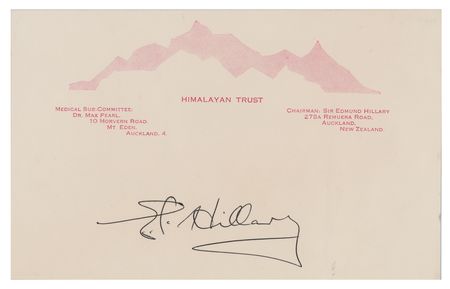 HIMALAYAN TRUST
MEDICAL SUB.COMMITTEE:
DR. MAX PEARL.
10 MORVERN ROAD.
MT EDEN.
AUCKLAND. 4.
CHAIRMAN: SIR EDMUND HILLARY
278A REMUERA ROAD.
AUCKLAND.
NEW ZEALAND
E.P. Hillary